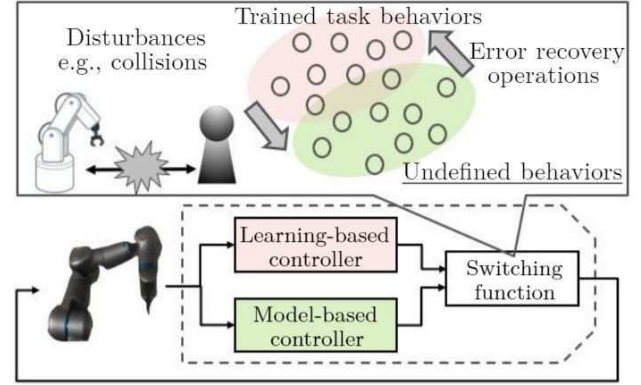 Trained task behaviors
Disturbances
e.g., collisions
Error recovery
operations
Undefined behaviors
Learning-based
controller
Switching
function
Model-based
controller